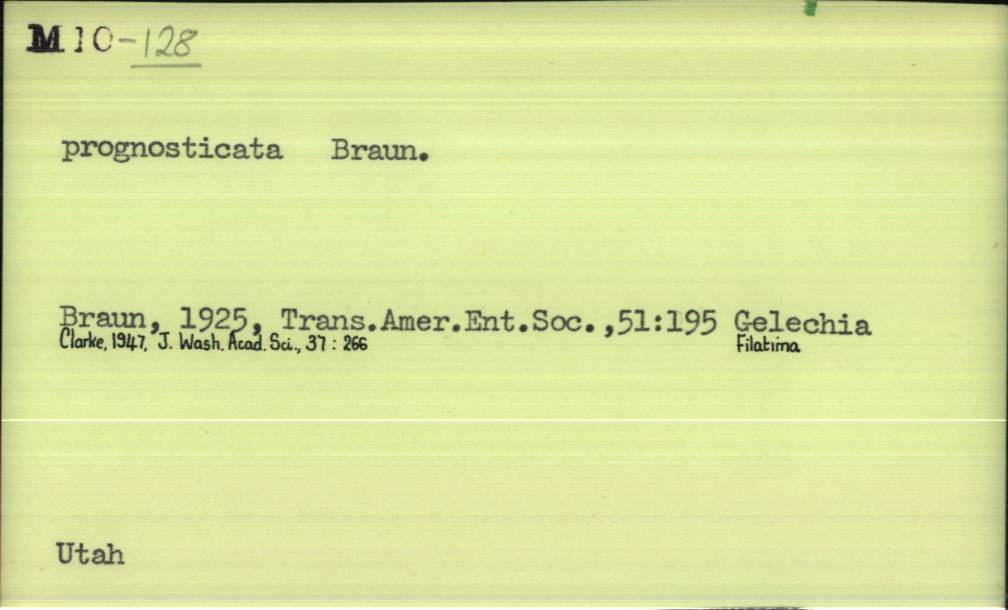 M10-128
prognosticata Braun.
Braun, 1925, Trans.Amer.Ent.Soc.,51:195 Gelechia
Clarke, 1947, J. Wash. Acad. Sci., 37 : 266 Filatima
Utah